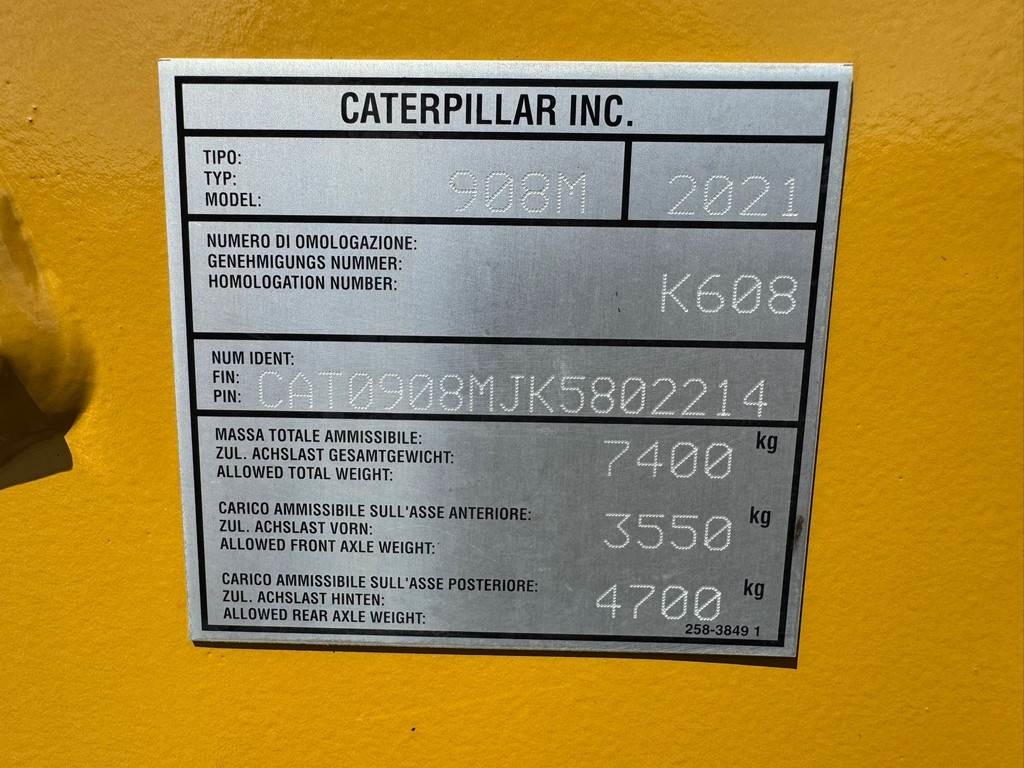 CATERPILLAR INC.
TIPO:
TYP:
MODEL: 908M 2021
NUMERO DI OMOLOGAZIONE:
GENEHMIGUNGS NUMMER:
HOMOLOGATION NUMBER: K608
NUM IDENT:
FIN:
PIN: CAT0908MJK5802214
MASSA TOTALE AMMISSIBILE:
ZUL. ACHSLAST GESAMTGEWICHT: 7400 kg
ALLOWED TOTAL WEIGHT:
CARICO AMMISSIBILE SULL'ASSE ANTERIORE:
ZUL. ACHSLAST VORN: 3550 kg
ALLOWED FRONT AXLE WEIGHT:
CARICO AMMISSIBILE SULL'ASSE POSTERIORE:
ZUL. ACHSLAST HINTEN: 4700 kg
ALLOWED REAR AXLE WEIGHT:
258-3849 1